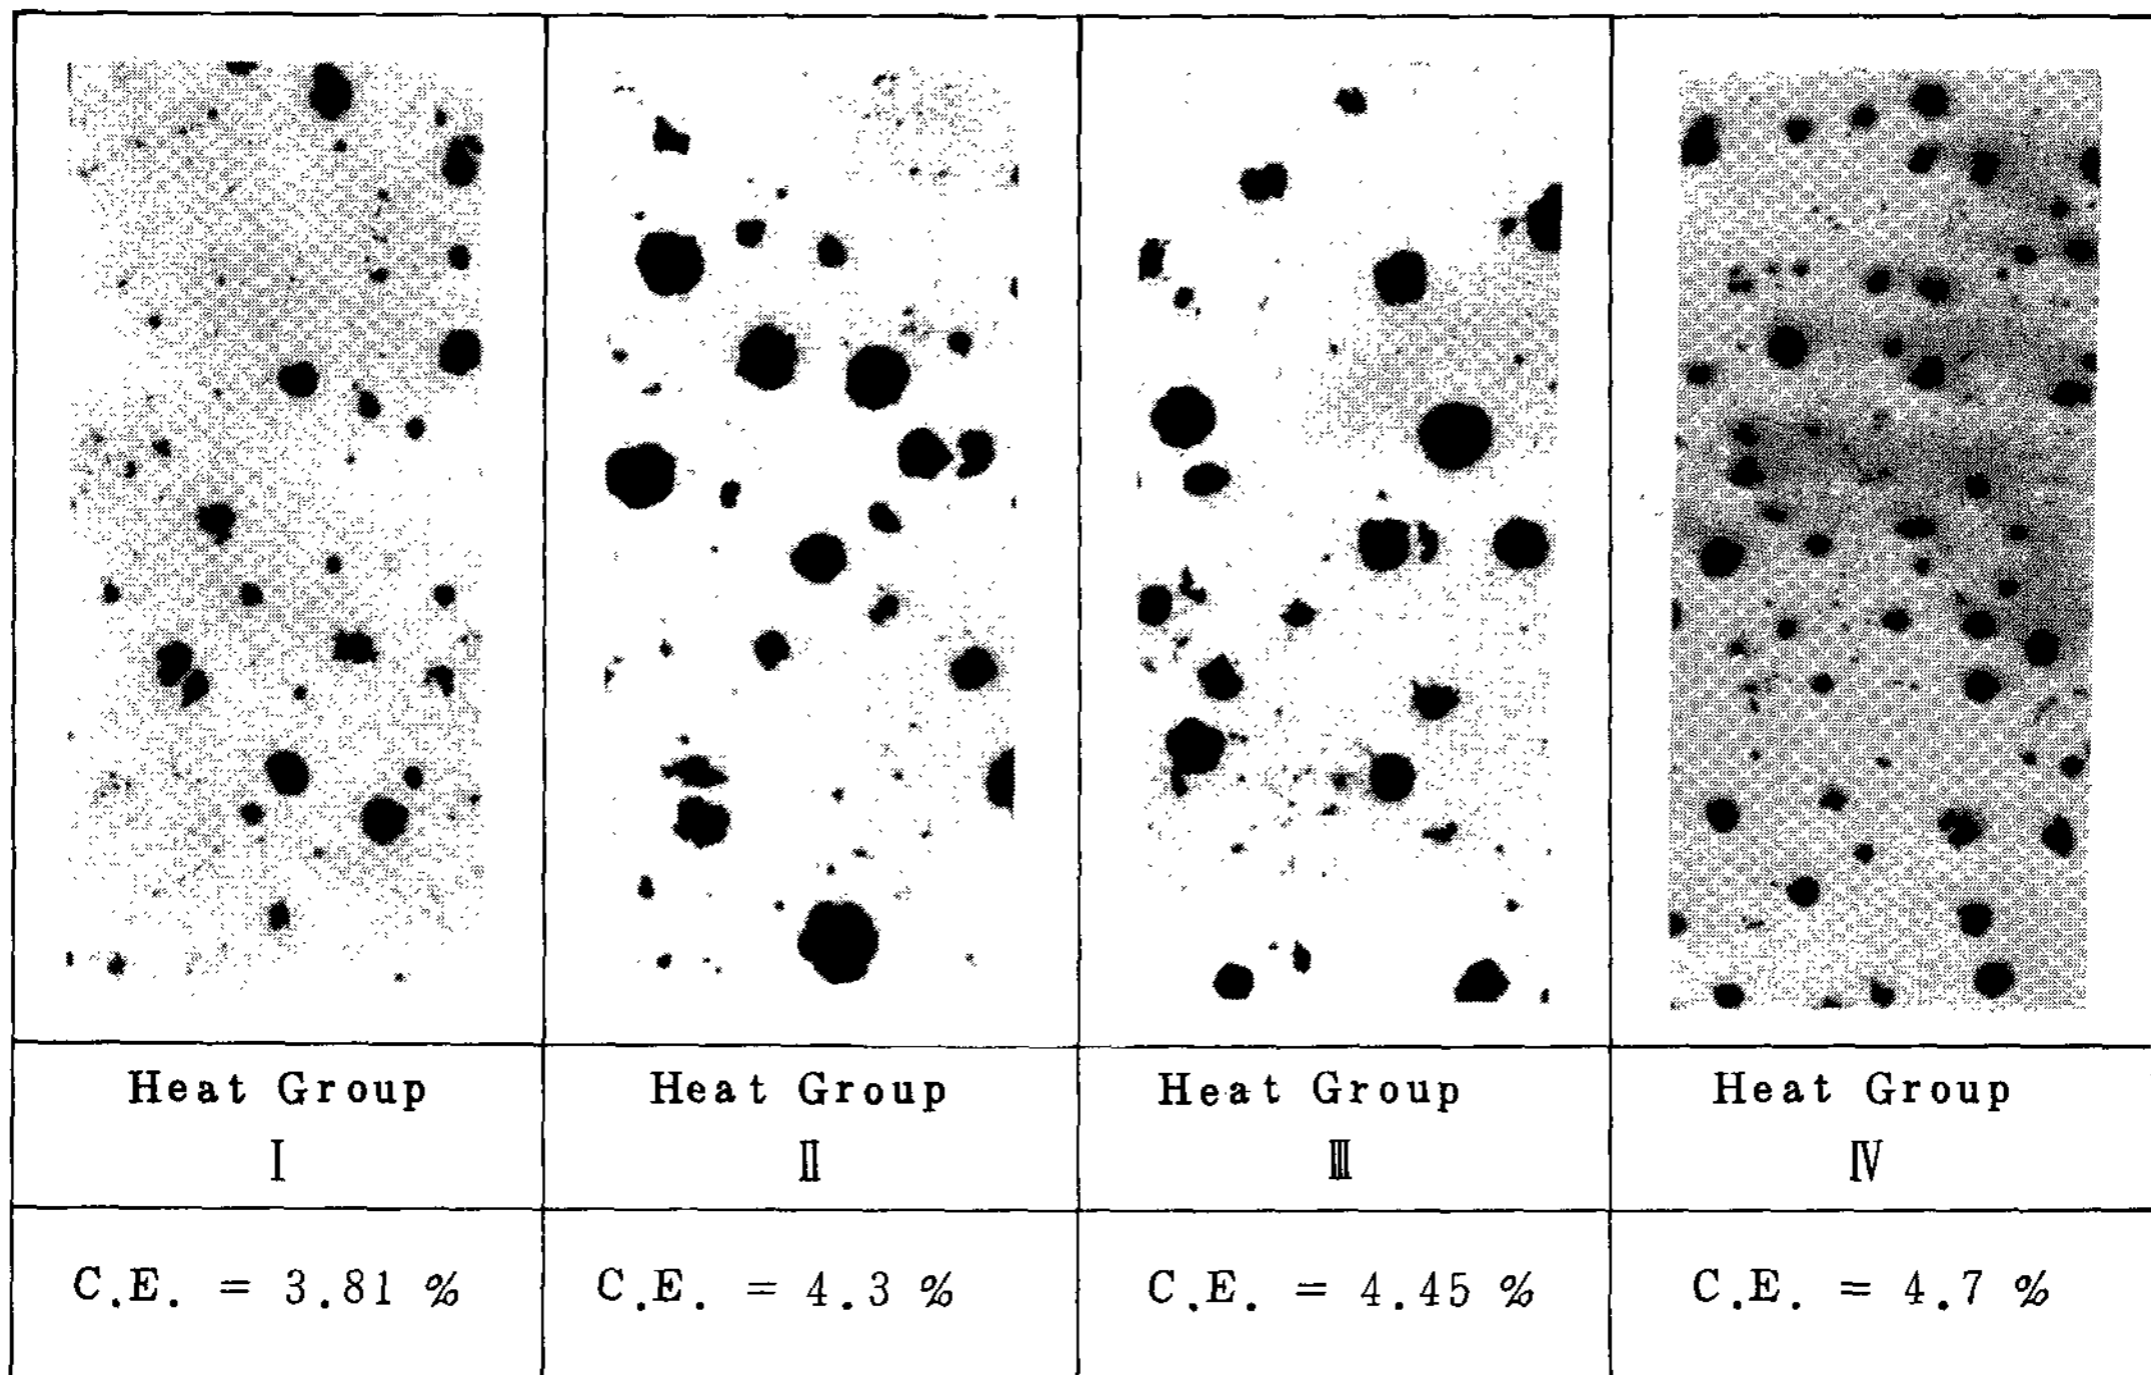 Heat Group
I
Heat Group
II
Heat Group
III
Heat Group
IV
C.E. = 3.81 %
C.E. = 4.3 %
C.E. = 4.45 %
C.E. = 4.7 %